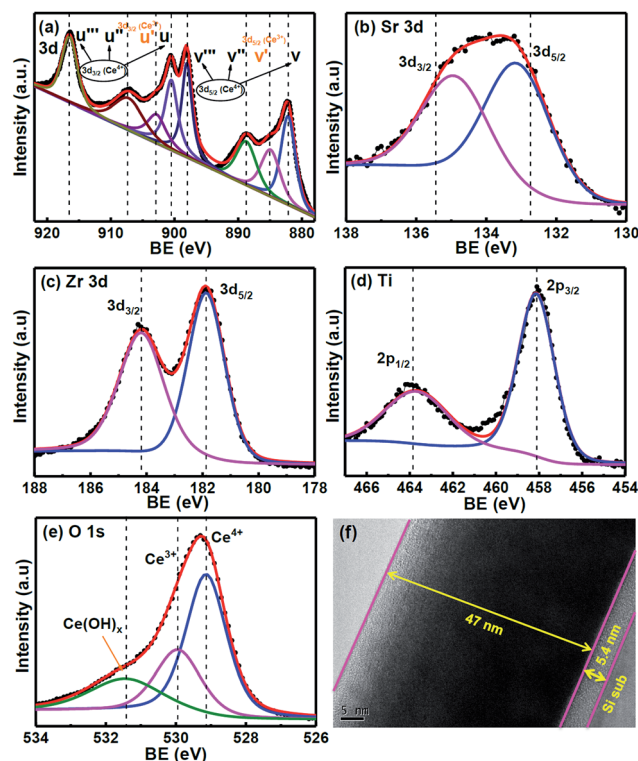 (a)
3d
u''' u'' u' u
3d3/2 (Ce3+)
3d3/2 (Ce4+)
v''' v'' v' v
3d5/2 (Ce3+)
3d5/2 (Ce4+)
Intensity (a.u.)
920 910 900 890 880
BE (eV)
(b) Sr 3d
3d3/2
3d5/2
Intensity (a.u)
138 136 134 132 130
BE (eV)
(c) Zr 3d
3d3/2
3d5/2
Intensity (a.u)
188 186 184 182 180 178
BE (eV)
(d) Ti
2p3/2
2p1/2
Intensity (a.u)
466 464 462 460 458 456 454
BE (eV)
(e) O 1s
Ce4+
Ce3+
Ce(OH)x
Intensity (a.u)
534 532 530 528 526
BE (eV)
(f)
47 nm
5.4 nm
Si sub
5 nm